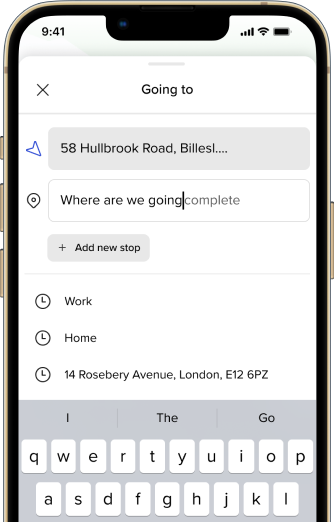 9:41
Going to
58 Hullbrook Road, Billesl....
Where are we goingcomplete
+ Add new stop
Work
Home
14 Rosebery Avenue, London, E12 6PZ
I The Go
q w e r t y u i o p
a s d f g h j k l